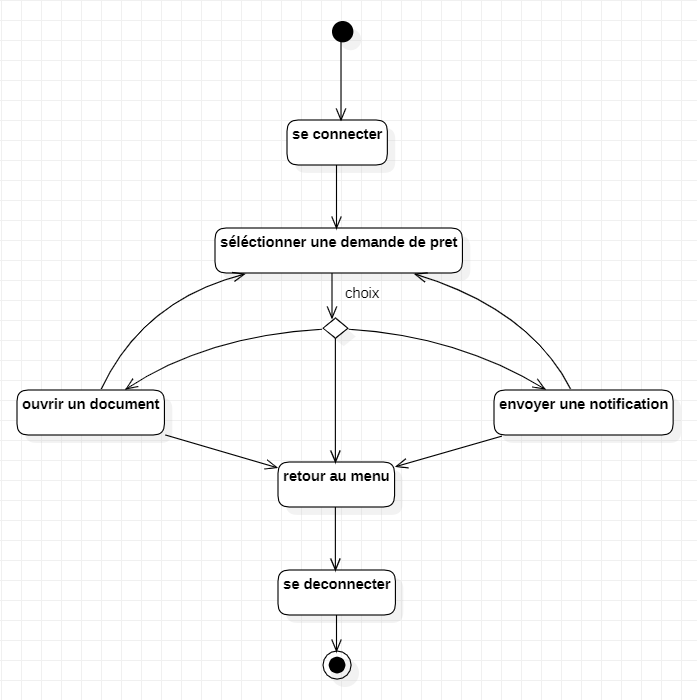 se connecter
séléctionner une demande de pret
choix
ouvrir un document
envoyer une notification
retour au menu
se deconnecter